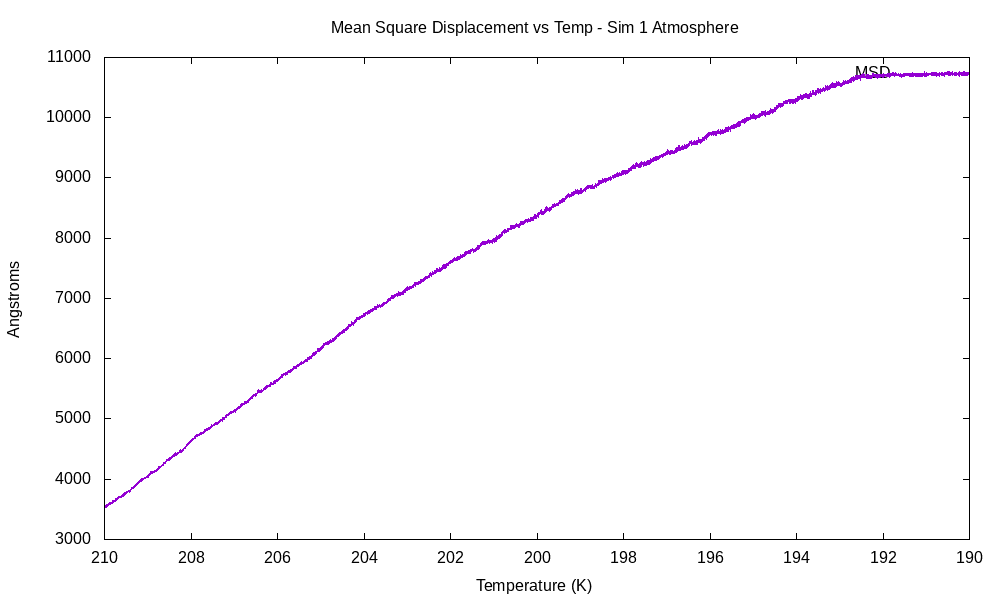 Mean Square Displacement vs Temp - Sim 1 Atmosphere
11000
MSD
10000
9000
8000
7000
6000
5000
4000
3000
Angstroms
210 208 206 204 202 200 198 196 194 192 190
Temperature (K)